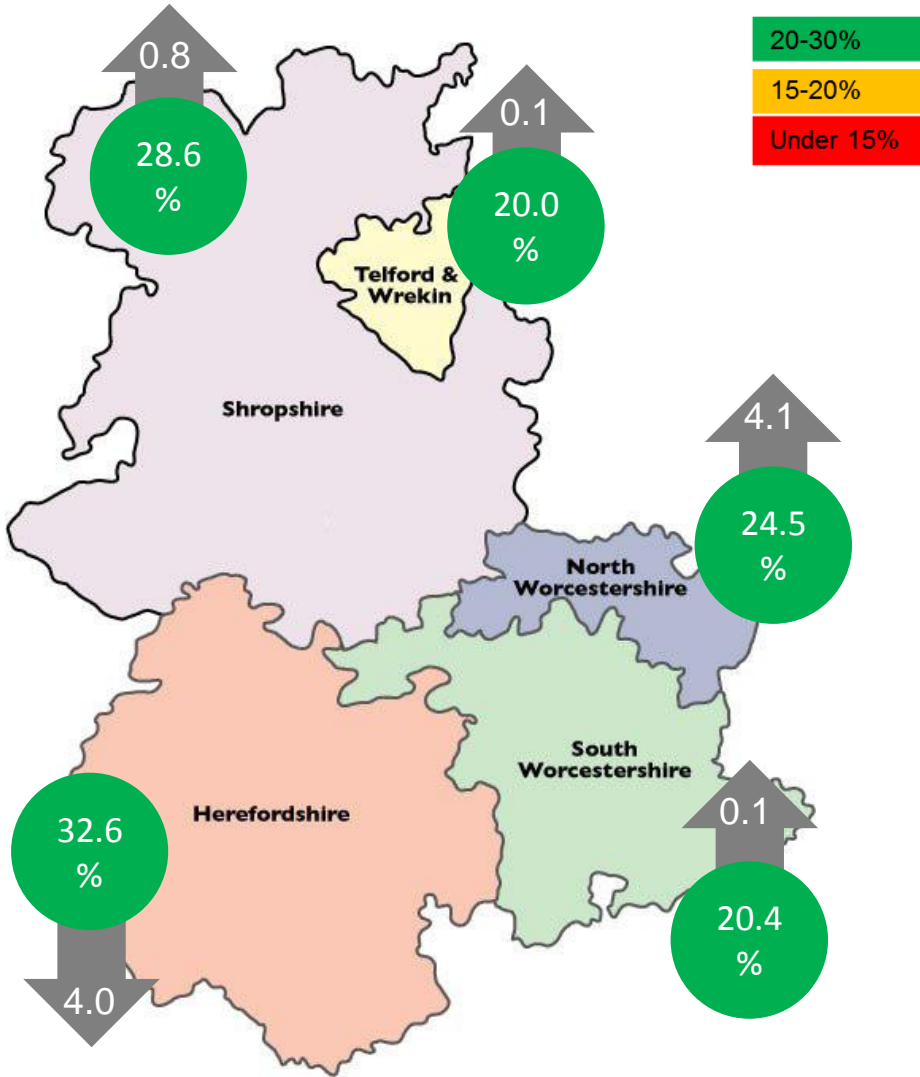 0.8
28.6
%
0.1
20.0
%
20-30%
15-20%
Under 15%
Telford &
Wrekin
Shropshire
4.1
24.5
%
North
Worcestershire
South
Worcestershire
Herefordshire
32.6
%
4.0
0.1
20.4
%